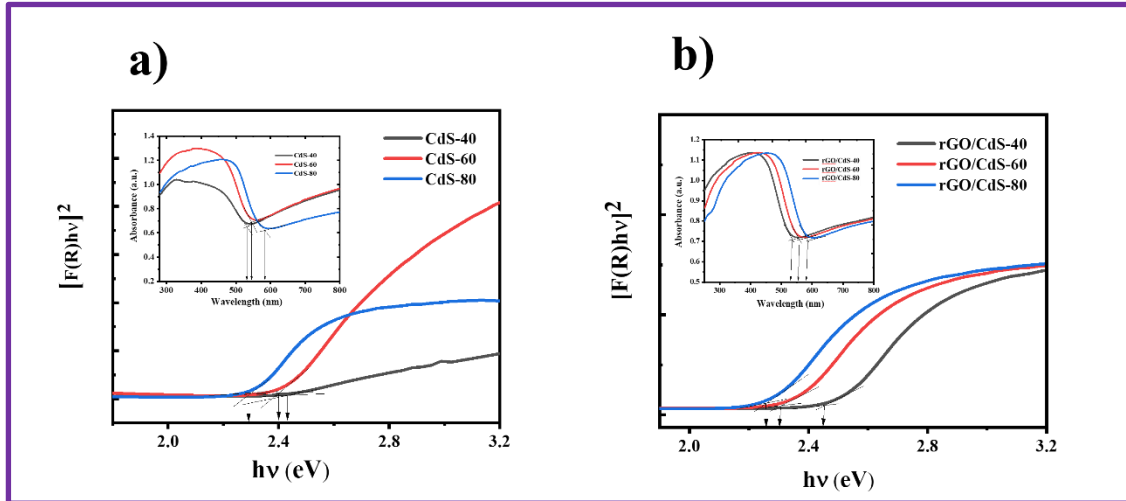 a)
[F(R)hν]²
CdS-40
CdS-60
CdS-80
Absorbance (a.u.)
1.4
1.2
1.0
0.8
0.6
0.4
0.2
CdS-40
CdS-60
CdS-80
300 400 500 600 700 800
Wavelength (nm)
2.0 2.4 2.8 3.2
hν (eV)
b)
[F(R)hν]²
rGO/CdS-40
rGO/CdS-60
rGO/CdS-80
Absorbance (a.u.)
1.2
1.1
1.0
0.9
0.8
0.7
0.6
0.5
rGO/CdS-40
rGO/CdS-60
rGO/CdS-80
300 400 500 600 700 800
Wavelength (nm)
2.0 2.4 2.8 3.2
hν (eV)